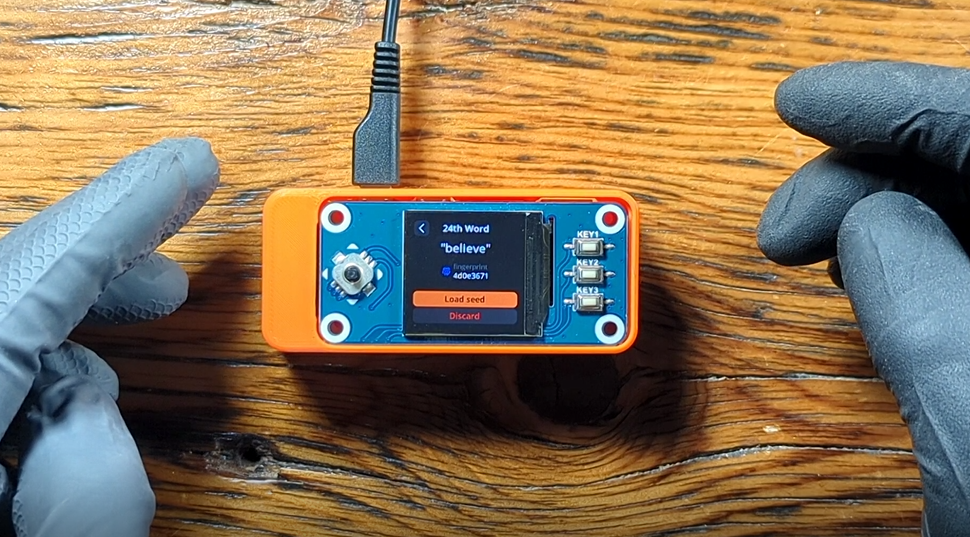 24th Word
"believe"
fingerprint
4d0e3671
Load seed
Discard
KEY1
KEY2
KEY3